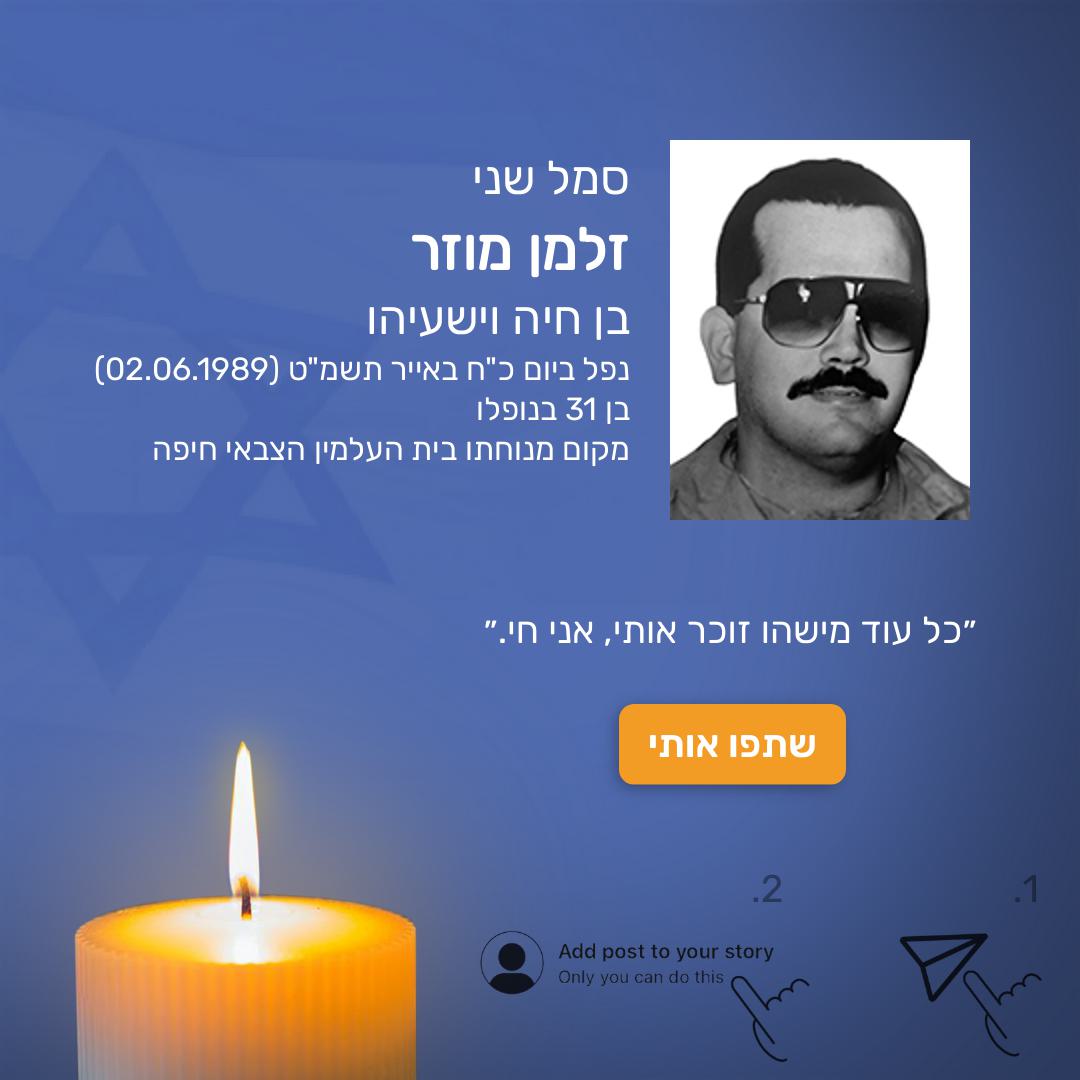 סמל שני
זלמן מוזר
בן חיה וישעיהו
נפל ביום כ"ח באייר תשמ"ט (02.06.1989)
בן 31 בנופלו
מקום מנוחתו בית העלמין הצבאי חיפה
״כל עוד מישהו זוכר אותי, אני חי.״
שתפו אותי
1.
2.
Add post to your story
Only you can do this